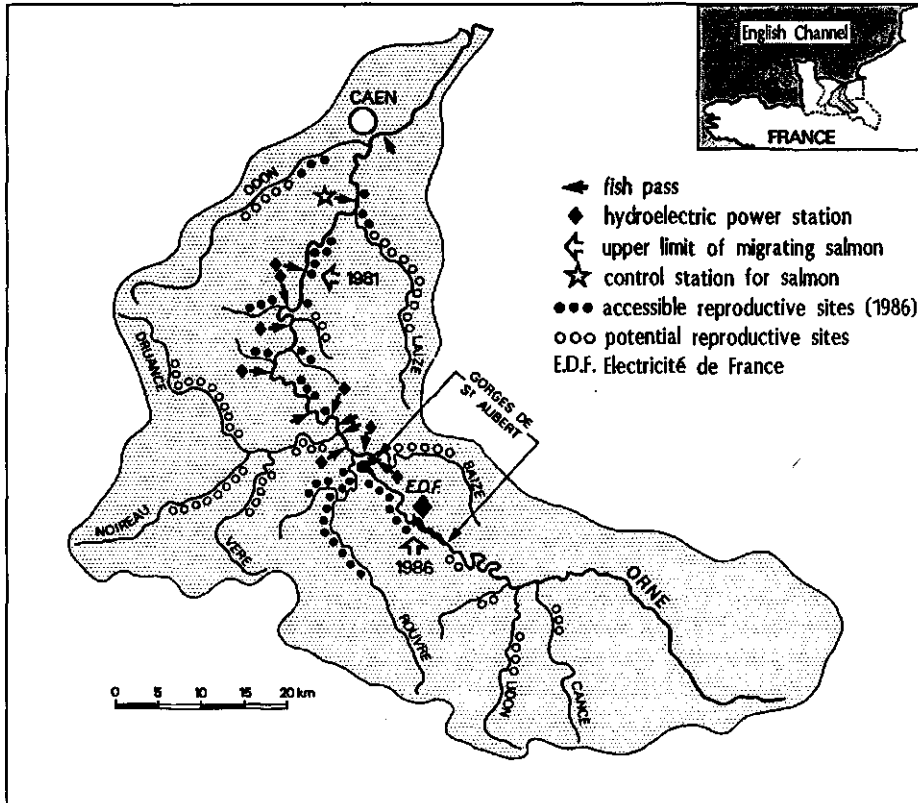 English Channel
FRANCE
CAEN
fish pass
hydroelectric power station
upper limit of migrating salmon
control station for salmon
accessible reproductive sites (1986)
potential reproductive sites
E.D.F. Electricité de France
ODON
1981
LAIZE
DRUANCE
GORGES DE
St AUBERT
BAIZE
E.D.F.
NOIREAU
VERE
1986
ROUVRE
ORNE
UDON
CANCE
0 5 10 15 20 km